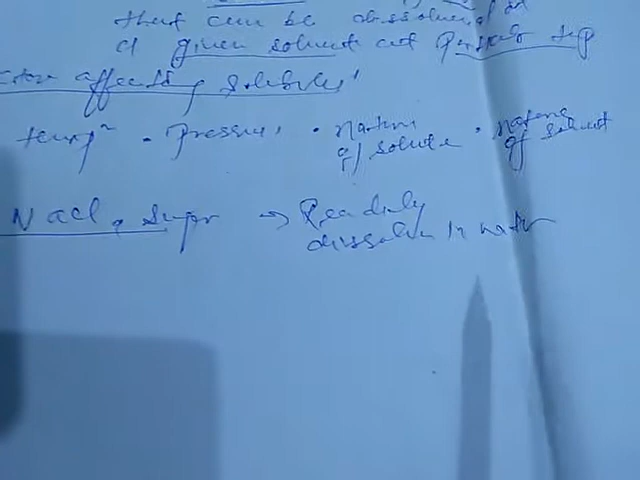 that can be dissolved in
a given solvent at
affecting solubility
temp^n . Pressure . nature of solute . nature of solvent
NaCl, Sugar → Readily
dissolve in water